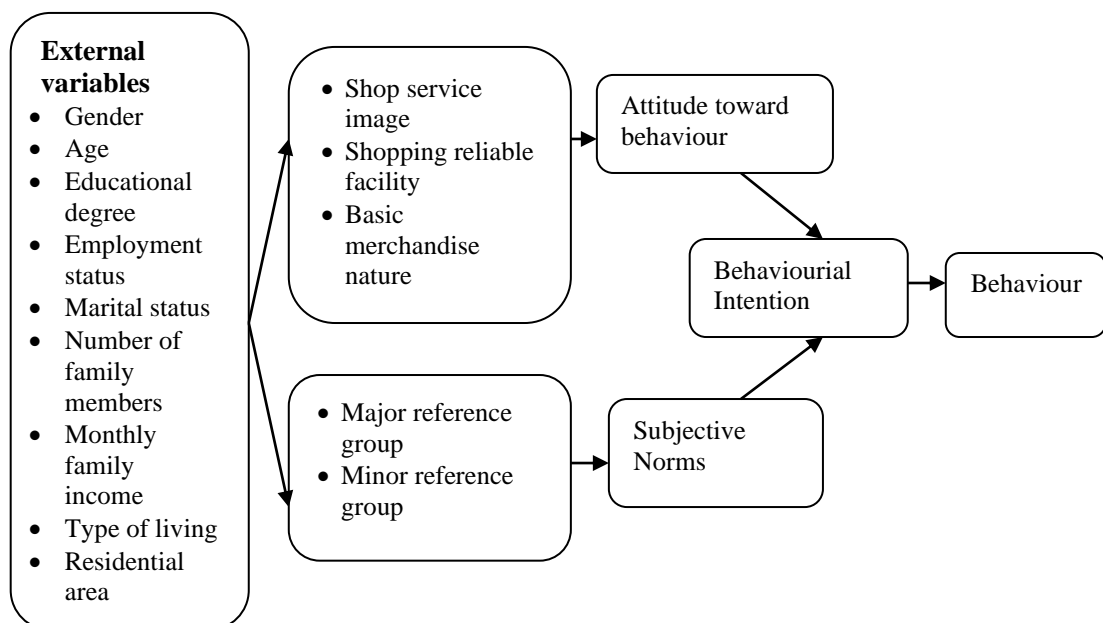 External
variables
• Gender
• Age
• Educational
degree
• Employment
status
• Marital status
• Number of
family
members
• Monthly
family
income
• Type of living
• Residential
area
• Shop service
image
• Shopping reliable
facility
• Basic
merchandise
nature
• Major reference
group
• Minor reference
group
Attitude toward
behaviour
Subjective
Norms
Behaviourial
Intention
Behaviour